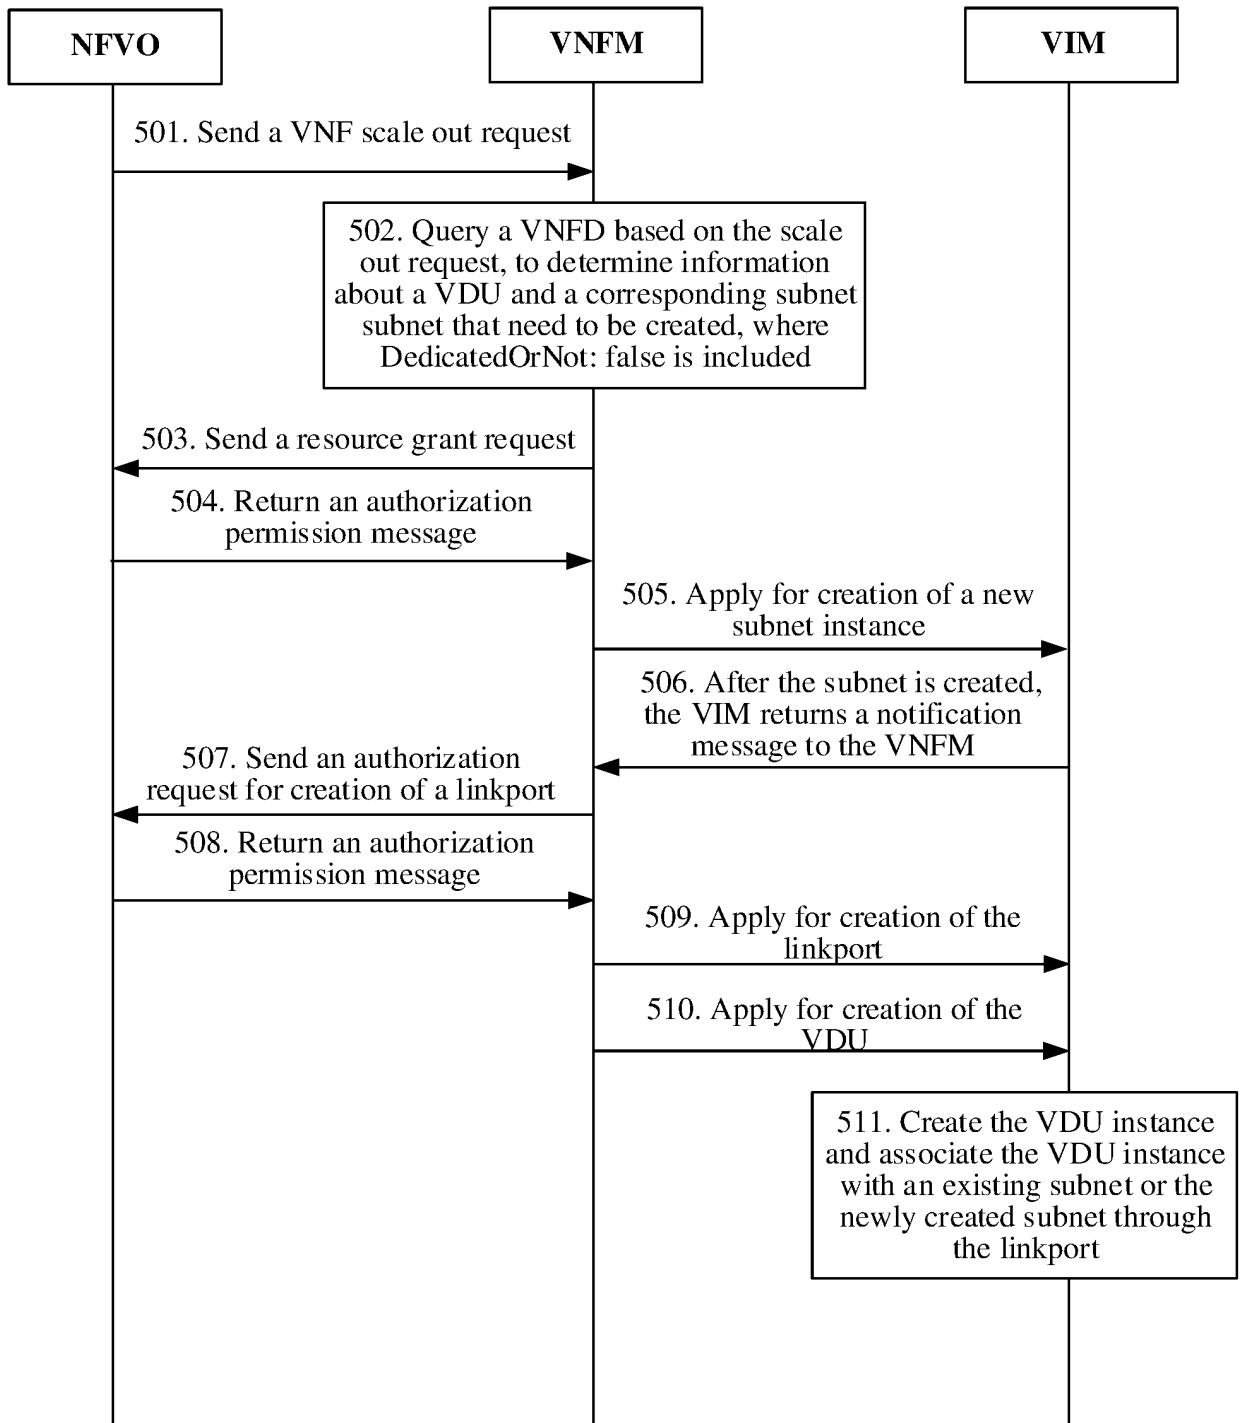 NFVO
VNFM
VIM
501. Send a VNF scale out request
502. Query a VNFD based on the scale
out request, to determine information
about a VDU and a corresponding subnet
subnet that need to be created, where
DedicatedOrNot: false is included
503. Send a resource grant request
504. Return an authorization
permission message
505. Apply for creation of a new
subnet instance
506. After the subnet is created,
the VIM returns a notification
message to the VNFM
507. Send an authorization
request for creation of a linkport
508. Return an authorization
permission message
509. Apply for creation of the
linkport
510. Apply for creation of the
VDU
511. Create the VDU instance
and associate the VDU instance
with an existing subnet or the
newly created subnet through
the linkport